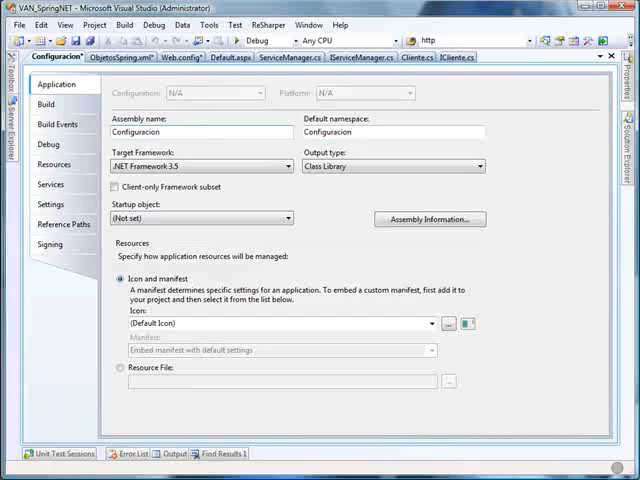 VAN_SpringNET - Microsoft Visual Studio (Administrator)
File Edit View Project Build Debug Data Tools Test ReSharper Window Help
Debug Any CPU http
Configuracion* ObjetosSpring.xml* Web.config* Default.aspx ServiceManager.cs IServiceManager.cs Cliente.cs ICliente.cs
Toolbox
Server Explorer
Application
Build
Build Events
Debug
Resources
Services
Settings
Reference Paths
Signing
Configuration: N/A Platform: N/A
Assembly name: Default namespace:
Configuracion Configuracion
Target Framework: Output type:
.NET Framework 3.5 Class Library
Client-only Framework subset
Startup object:
(Not set) Assembly Information...
Resources
Specify how application resources will be managed:
Icon and manifest
A manifest determines specific settings for an application. To embed a custom manifest, first add it to
your project and then select it from the list below.
Icon:
(Default Icon) ...
Manifest:
Embed manifest with default settings
Resource File:
...
Properties
Solution Explorer
Unit Test Sessions Error List Output Find Results 1